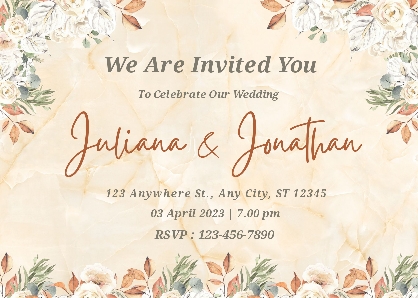 We Are Invited You
To Celebrate Our Wedding
Juliana & Jonathan
123 Anywhere St., Any City, ST 12345
03 April 2023 | 7.00 pm
RSVP : 123-456-7890